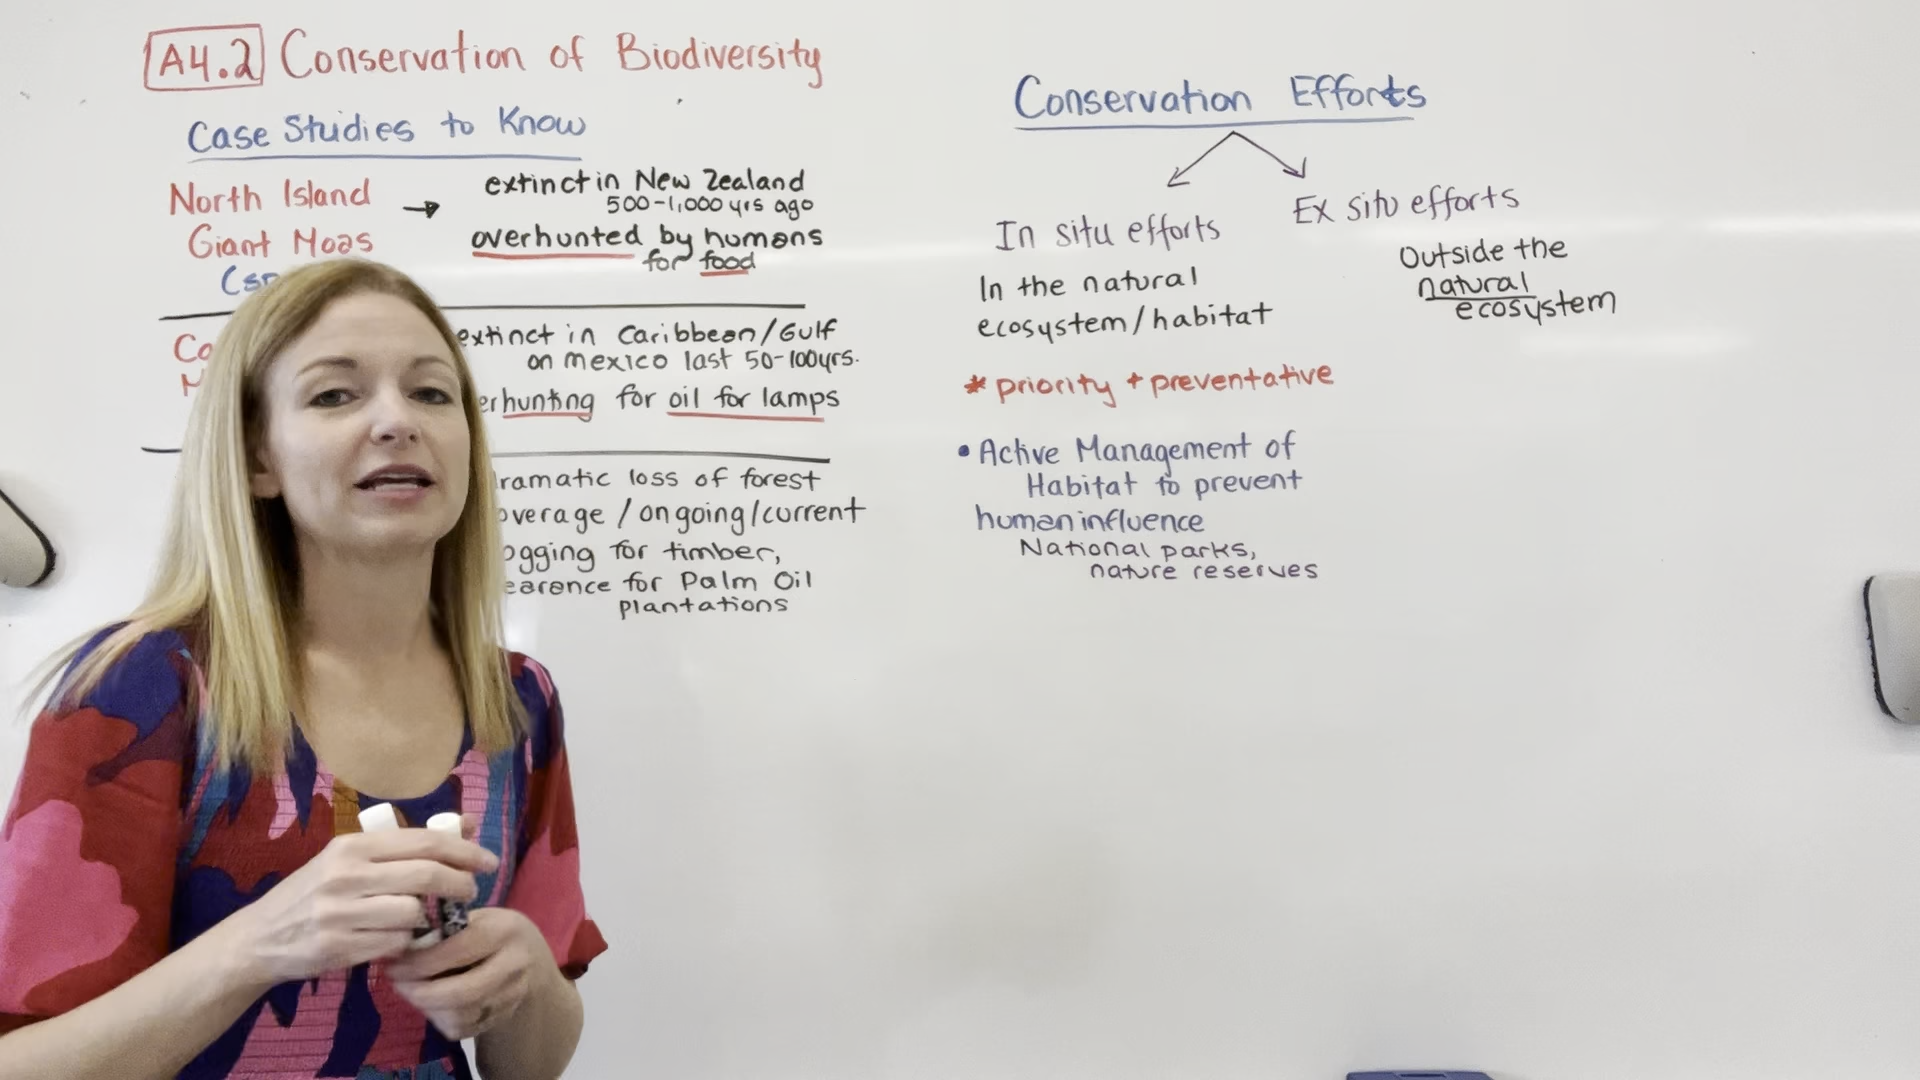 A4.2 Conservation of Biodiversity
Case Studies to Know
North Island
Giant Moas
→ extinct in New Zealand
500-1,000 yrs ago
overhunted by humans
for food
extinct in Caribbean/Gulf
on mexico last 50-100yrs.
hunting for oil for lamps
loss of forest
/ ongoing/current
for timber,
for Palm Oil
plantations
Conservation Efforts
In situ efforts
In the natural
ecosystem/habitat
* priority + preventative
• Active Management of
Habitat to prevent
human influence
National parks,
nature reserves
Ex situ efforts
Outside the
natural
ecosystem